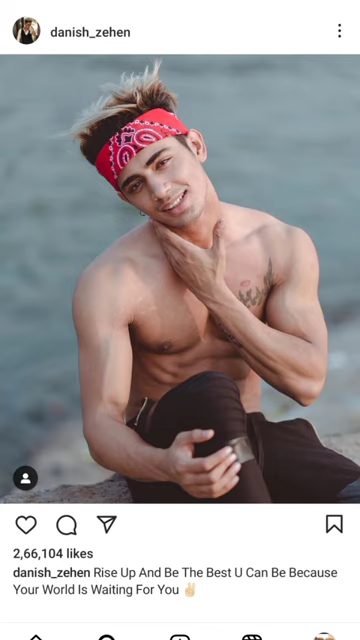 danish_zehen
2,66,104 likes
danish_zehen Rise Up And Be The Best U Can Be Because
Your World Is Waiting For You ✌🏻